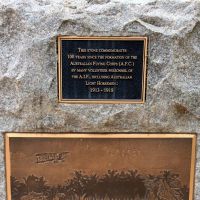 THIS STONE COMMEMORATES
100 YEARS SINCE THE FORMATION OF THE
AUSTRALIAN FLYING CORPS (A.F.C.)
BY MANY VOLUNTEER PERSONNEL OF
THE A.I.F., INCLUDING AUSTRALIAN
LIGHT HORSEMEN
1913 - 1919